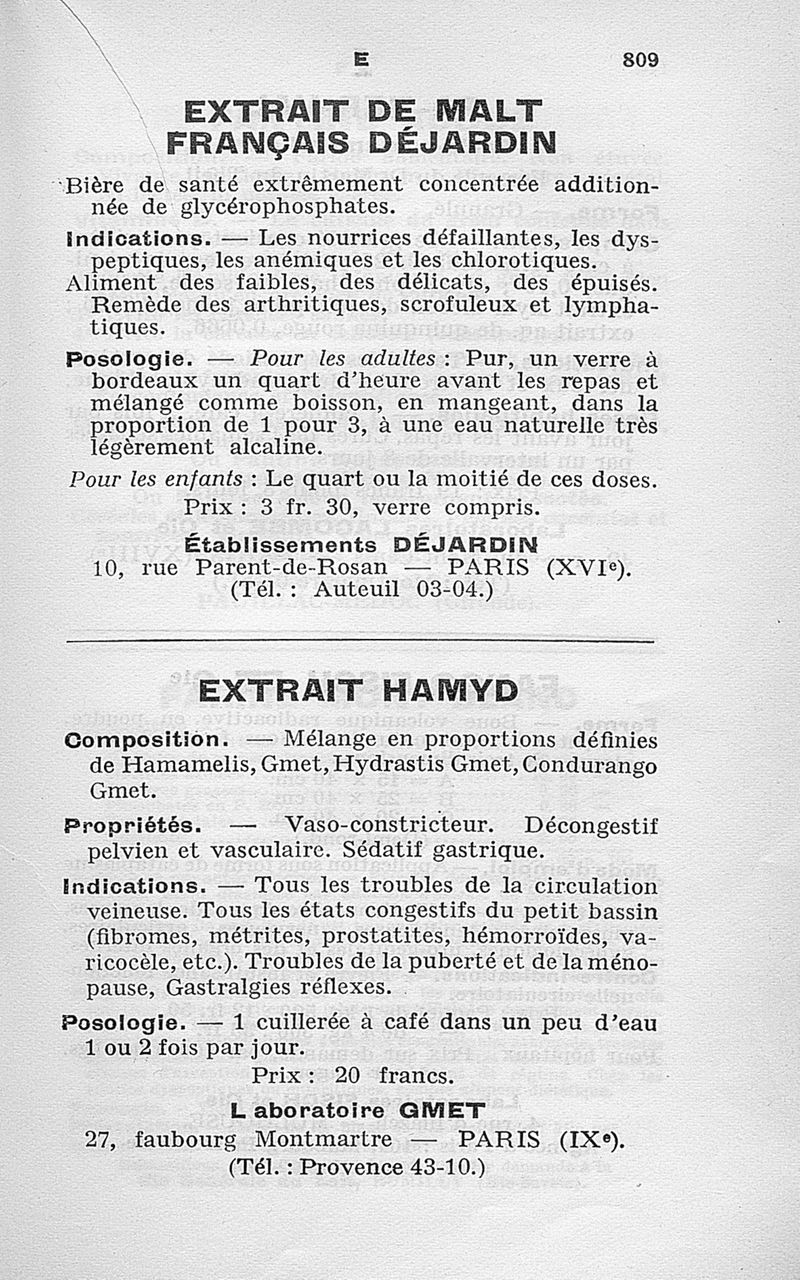 E 809
EXTRAIT DE MALT
FRANÇAIS DÉJARDIN
Bière de santé extrêmement concentrée addition-
née de glycérophosphates.
Indications. — Les nourrices défaillantes, les dys-
peptiques, les anémiques et les chlorotiques.
Aliment des faibles, des délicats, des épuisés.
Remède des arthritiques, scrofuleux et lympha-
tiques.
Posologie. — Pour les adultes : Pur, un verre à
bordeaux un quart d'heure avant les repas et
mélangé comme boisson, en mangeant, dans la
proportion de 1 pour 3, à une eau naturelle très
légèrement alcaline.
Pour les enfants : Le quart ou la moitié de ces doses.
Prix : 3 fr. 30, verre compris.
Établissements DÉJARDIN
10, rue Parent-de-Rosan — PARIS (XVIe).
(Tél. : Auteuil 03-04.)
EXTRAIT HAMYD
Composition. — Mélange en proportions définies
de Hamamelis, Gmet, Hydrastis Gmet, Condurango
Gmet.
Propriétés. — Vaso-constricteur. Décongestif
pelvien et vasculaire. Sédatif gastrique.
Indications. — Tous les troubles de la circulation
veineuse. Tous les états congestifs du petit bassin
(fibromes, métrites, prostatites, hémorroïdes, va-
ricocèle, etc.). Troubles de la puberté et de la méno-
pause, Gastralgies réflexes.
Posologie. — 1 cuillerée à café dans un peu d'eau
1 ou 2 fois par jour.
Prix : 20 francs.
L aboratoire GMET
27, faubourg Montmartre — PARIS (IXe).
(Tél. : Provence 43-10.)